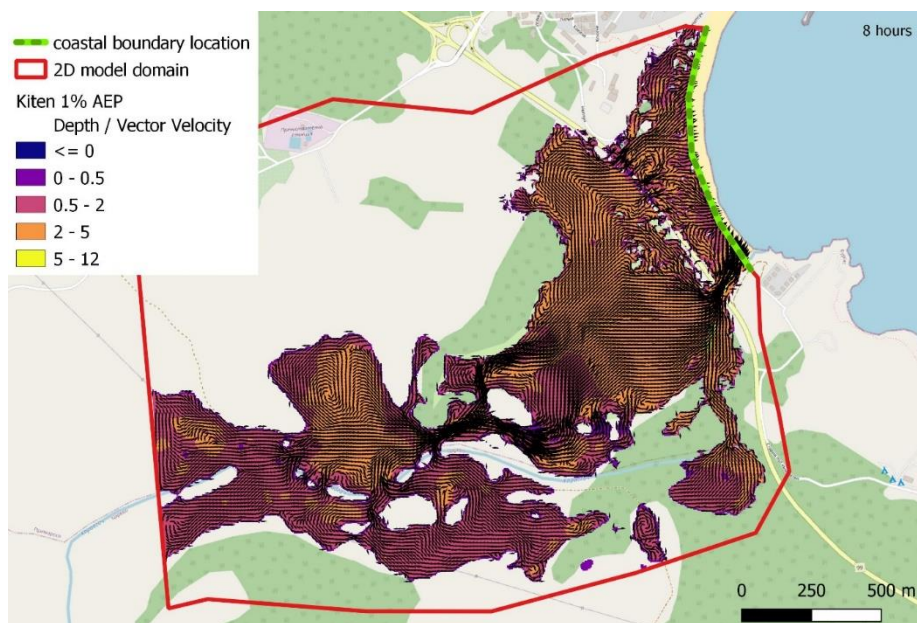 coastal boundary location
2D model domain
Kiten 1% AEP
Depth / Vector Velocity
<= 0
0 - 0.5
0.5 - 2
2 - 5
5 - 12
8 hours
0 250 500 m